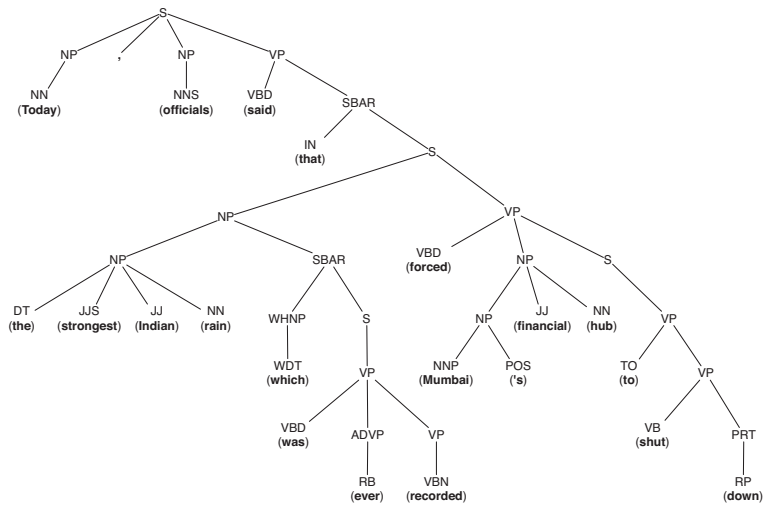 S
NP , NP VP
NN NNS VBD SBAR
(Today) (officials) (said)
IN S
(that)
NP VP
VBD
(forced)
NP SBAR NP S
DT JJS JJ NN WHNP S NP JJ NN VP
(the) (strongest) (Indian) (rain) (financial) (hub)
WDT VP NNP POS TO VP
(which) (Mumbai) ('s) (to)
VBD ADVP VP VB PRT
(was) (shut)
RB VBN RP
(ever) (recorded) (down)